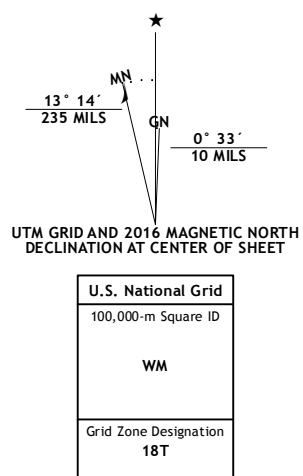 ★
MN
13° 14´
235 MILS
GN
0° 33´
10 MILS
UTM GRID AND 2016 MAGNETIC NORTH
DECLINATION AT CENTER OF SHEET
U.S. National Grid
100,000-m Square ID
WM
Grid Zone Designation
18T